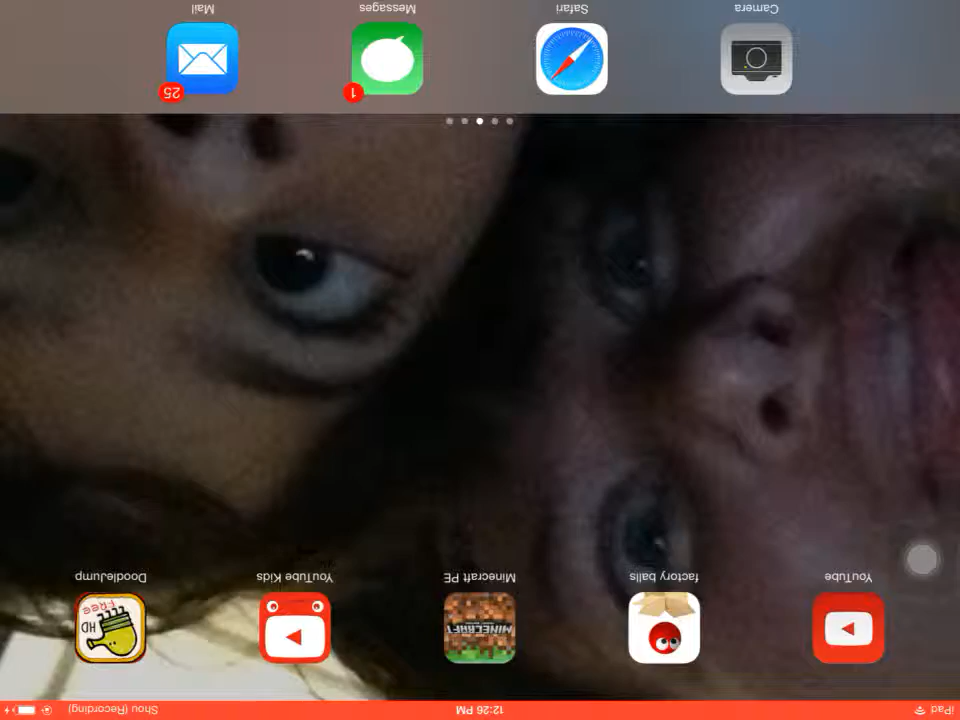 iPad
12:26 PM
Shou (Recording)
YouTube
factory balls
MINECRAFT
Minecraft PE
YouTube Kids
FREE
HD
DoodleJump
1
25
Camera
Safari
Messages
Mail